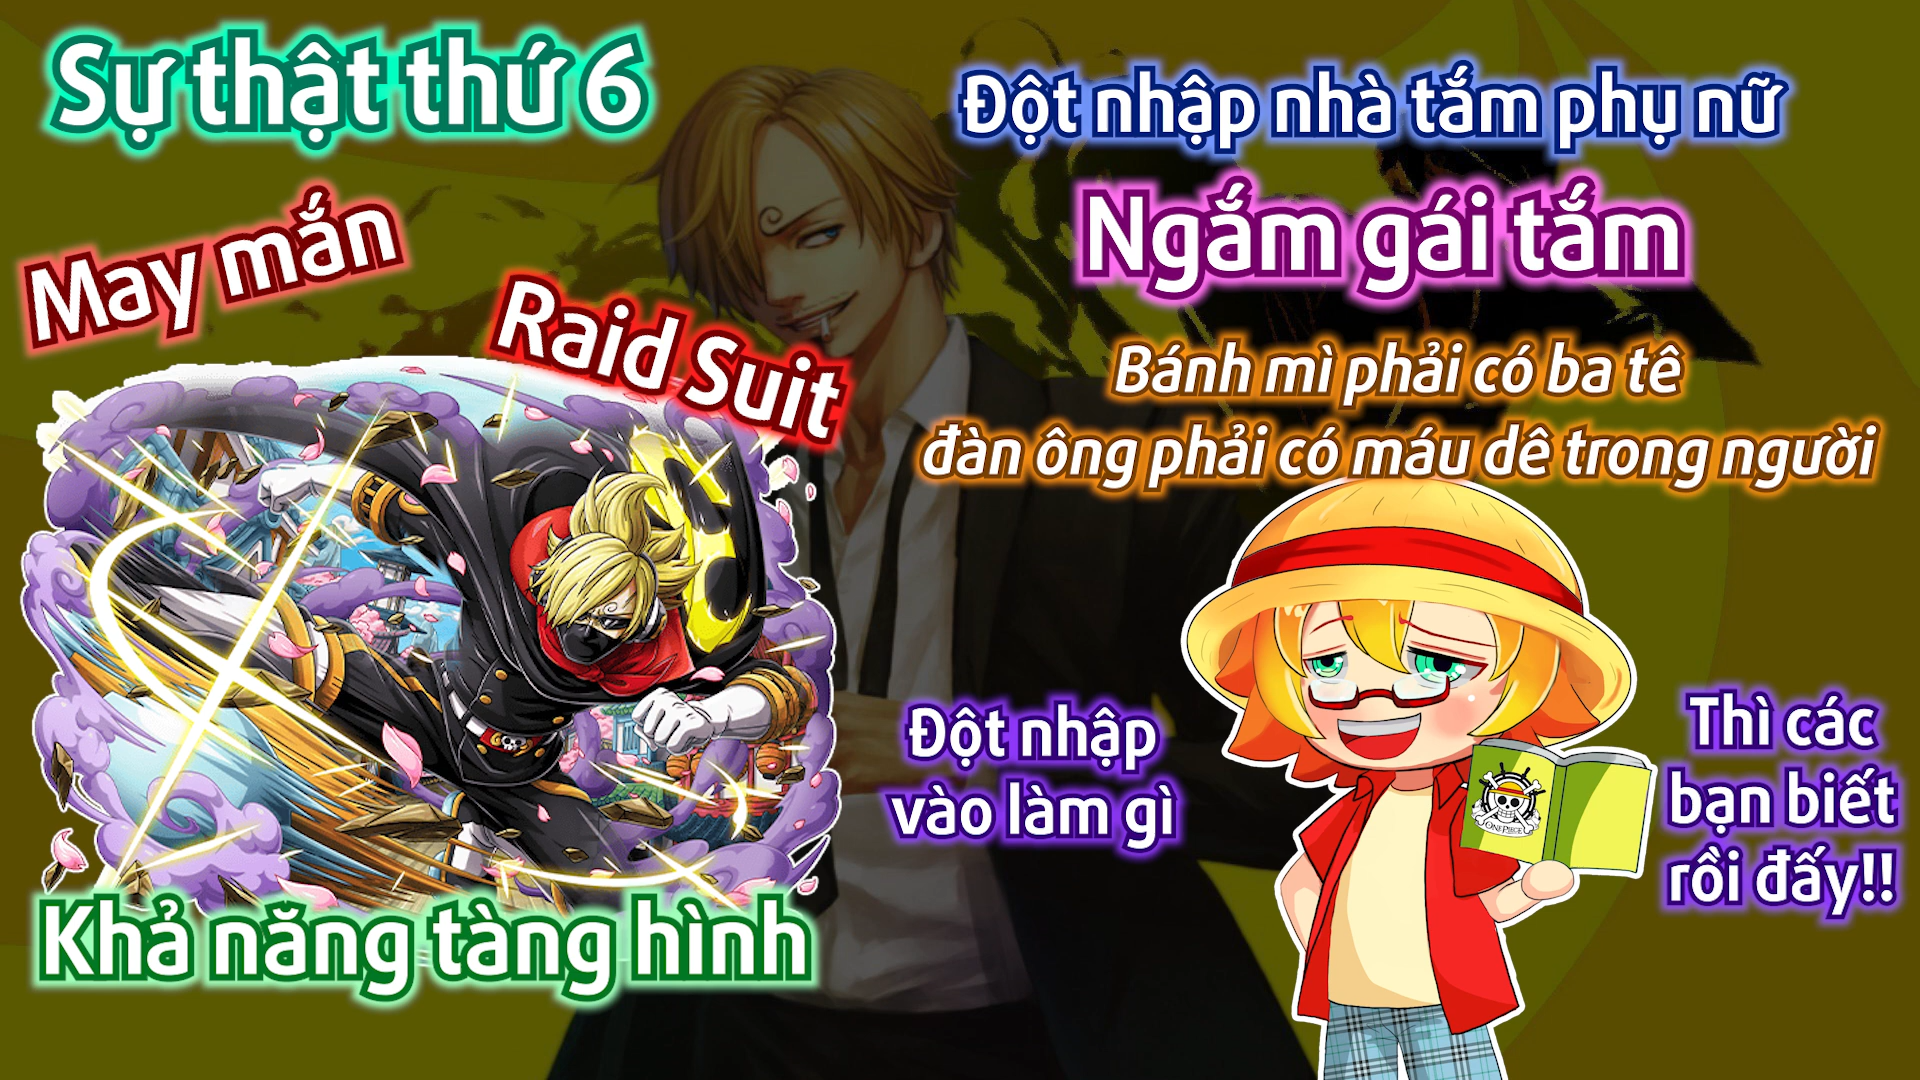 Sự thật thứ 6
May mắn
Raid Suit
Khả năng tàng hình
Đột nhập nhà tắm phụ nữ
Ngắm gái tắm
Bánh mì phải có ba tê
đàn ông phải có máu dê trong người
Đột nhập
vào làm gì
ONE PIECE
Thì các
bạn biết
rồi đấy!!